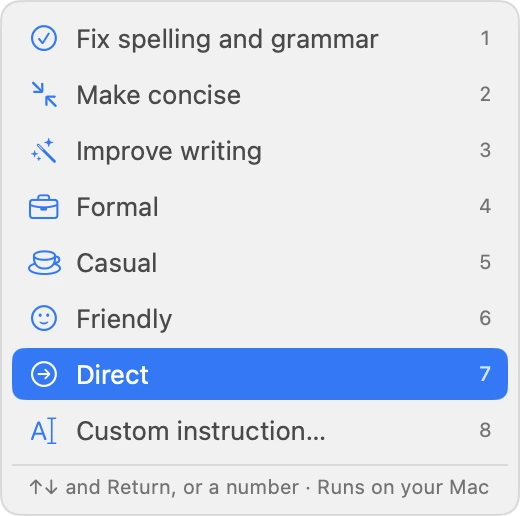 Fix spelling and grammar 1
Make concise 2
Improve writing 3
Formal 4
Casual 5
Friendly 6
Direct 7
Custom instruction... 8
↑↓ and Return, or a number · Runs on your Mac